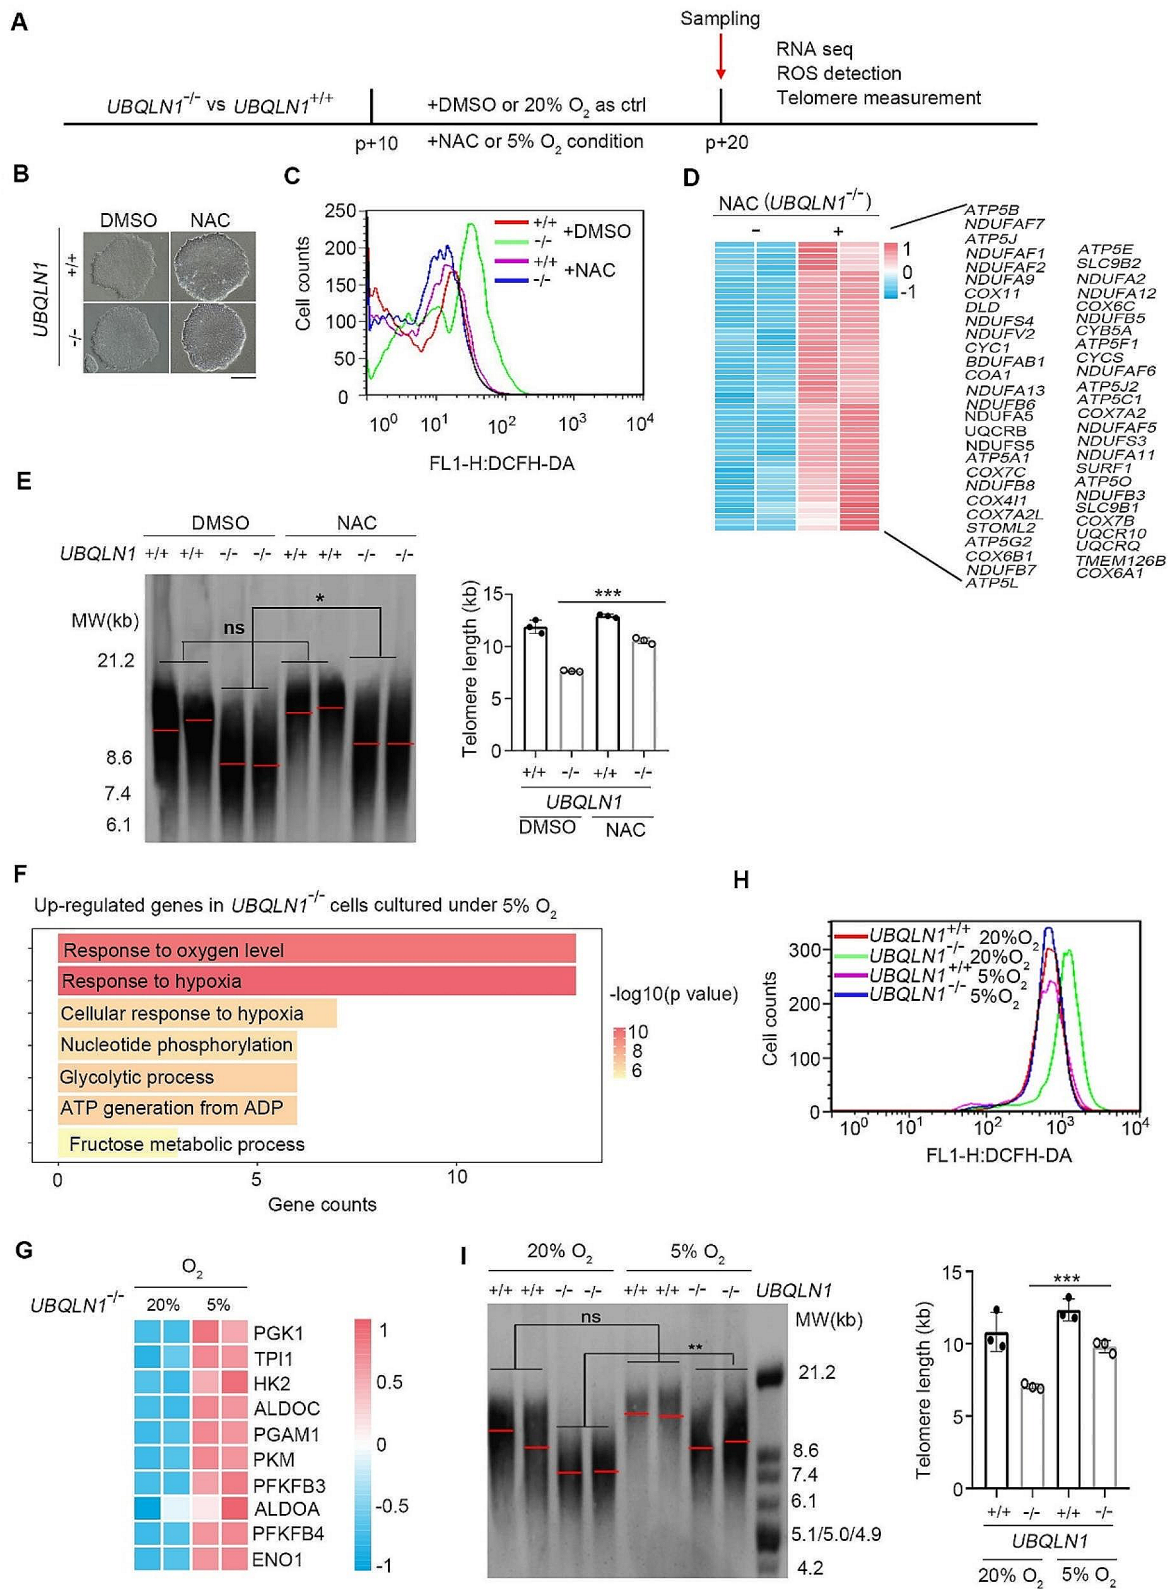 A
Sampling
RNA seq
ROS detection
Telomere measurement
UBQLN1-/- vs UBQLN1+/+
+DMSO or 20% O2 as ctrl
p+10
+NAC or 5% O2 condition
p+20
B
DMSO NAC
UBQLN1
+/+
-/-
C
250
200
150
100
50
0
Cell counts
+/+
-/-
+DMSO
+/+
-/-
+NAC
10^0 10^1 10^2 10^3 10^4
FL1-H:DCFH-DA
D
NAC (UBQLN1-/-)
- +
1
0
-1
ATP5B
NDUFAF7
ATP5J
NDUFAF1
NDUFAF2
NDUFA9
COX11
DLD
NDUFS4
NDUFV2
CYC1
BDUFAB1
COA1
NDUFA13
NDUFB6
NDUFA5
UQCRB
NDUFS5
ATP5A1
COX7C
NDUFB8
COX4I1
COX7A2L
STOML2
ATP5G2
COX6B1
NDUFB7
ATP5L
ATP5E
SLC9B2
NDUFA2
NDUFA12
COX6C
NDUFB5
CYB5A
ATP5F1
CYCS
NDUFAF6
ATP5J2
ATP5C1
COX7A2
NDUFAF5
NDUFS3
NDUFA11
SURF1
ATP5O
NDUFB3
SLC9B1
COX7B
UQCR10
UQCRQ
TMEM126B
COX6A1
E
DMSO NAC
UBQLN1 +/+ +/+ -/- -/- +/+ +/+ -/- -/-
MW(kb)
21.2
8.6
7.4
6.1
ns
*
Telomere length (kb)
15
10
5
0
***
+/+ -/- +/+ -/-
UBQLN1
DMSO NAC
F
Up-regulated genes in UBQLN1-/- cells cultured under 5% O2
Response to oxygen level
Response to hypoxia
Cellular response to hypoxia
Nucleotide phosphorylation
Glycolytic process
ATP generation from ADP
Fructose metabolic process
0 5 10
Gene counts
-log10(p value)
10
8
6
H
300
200
100
0
Cell counts
UBQLN1+/+ 20%O2
UBQLN1-/- 20%O2
UBQLN1+/+ 5%O2
UBQLN1-/- 5%O2
10^0 10^1 10^2 10^3 10^4
FL1-H:DCFH-DA
G
O2
UBQLN1-/- 20% 5%
PGK1
TPI1
HK2
ALDOC
PGAM1
PKM
PFKFB3
ALDOA
PFKFB4
ENO1
1
0.5
0
-0.5
-1
I
20% O2 5% O2
+/+ +/+ -/- -/- +/+ +/+ -/- -/- UBQLN1
MW(kb)
ns
**
21.2
8.6
7.4
6.1
5.1/5.0/4.9
4.2
Telomere length (kb)
15
10
5
0
***
+/+ -/- +/+ -/-
UBQLN1
20% O2 5% O2